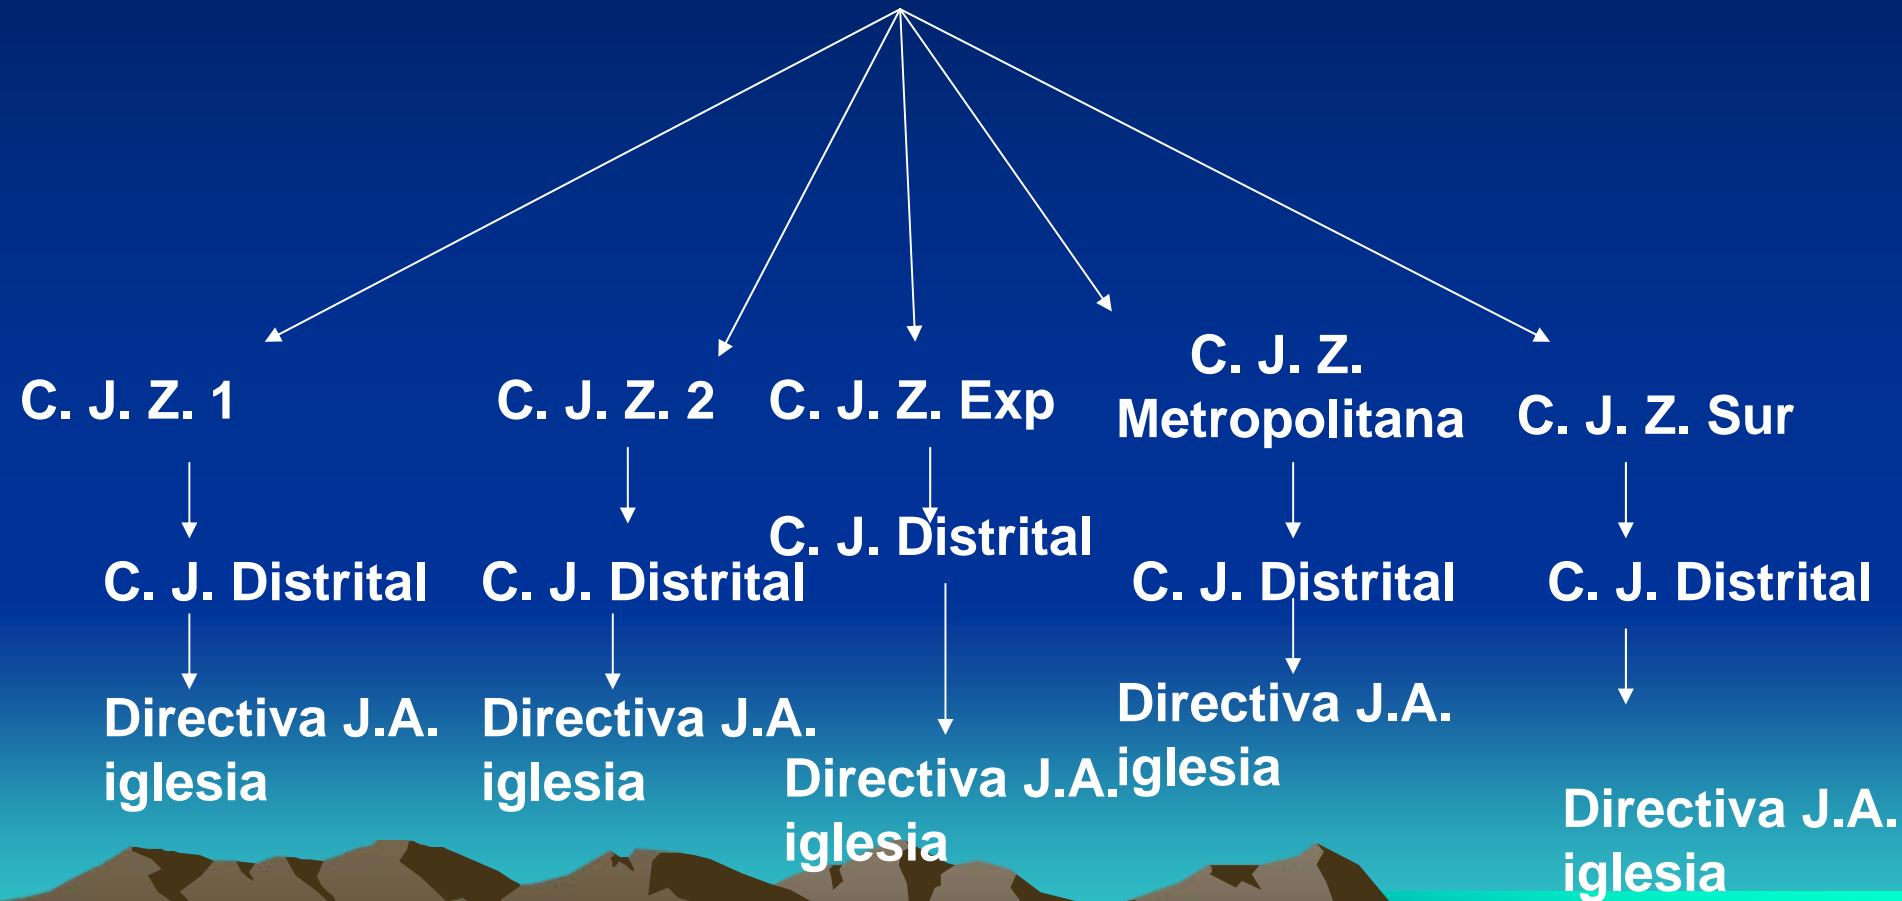 C. J. Z. 1
C. J. Z. 2
C. J. Z. Exp
C. J. Z.
Metropolitana
C. J. Z. Sur
C. J. Distrital
C. J. Distrital
C. J. Distrital
C. J. Distrital
C. J. Distrital
Directiva J.A.
iglesia
Directiva J.A.
iglesia
Directiva J.A.
iglesia
Directiva J.A.
iglesia
Directiva J.A.
iglesia